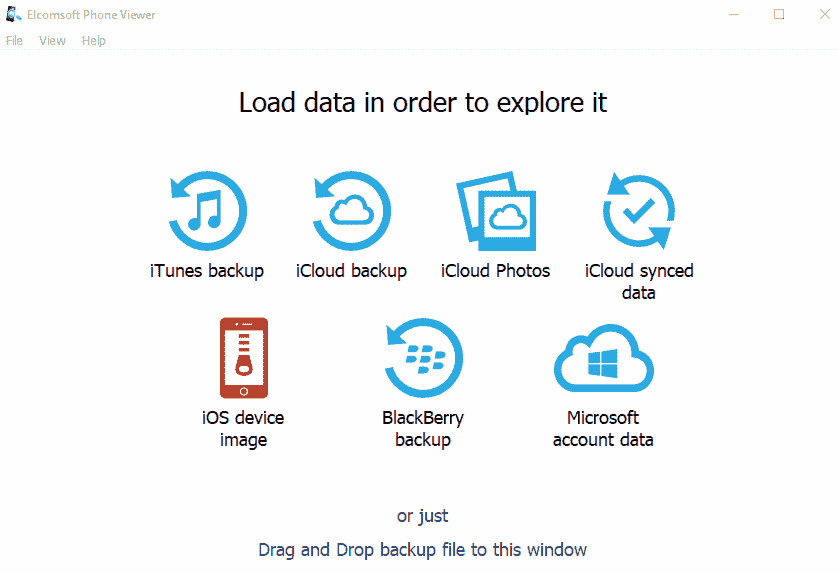 Elcomsoft Phone Viewer
File View Help
Load data in order to explore it
iTunes backup
iCloud backup
iCloud Photos
iCloud synced
data
iOS device
image
BlackBerry
backup
Microsoft
account data
or just
Drag and Drop backup file to this window